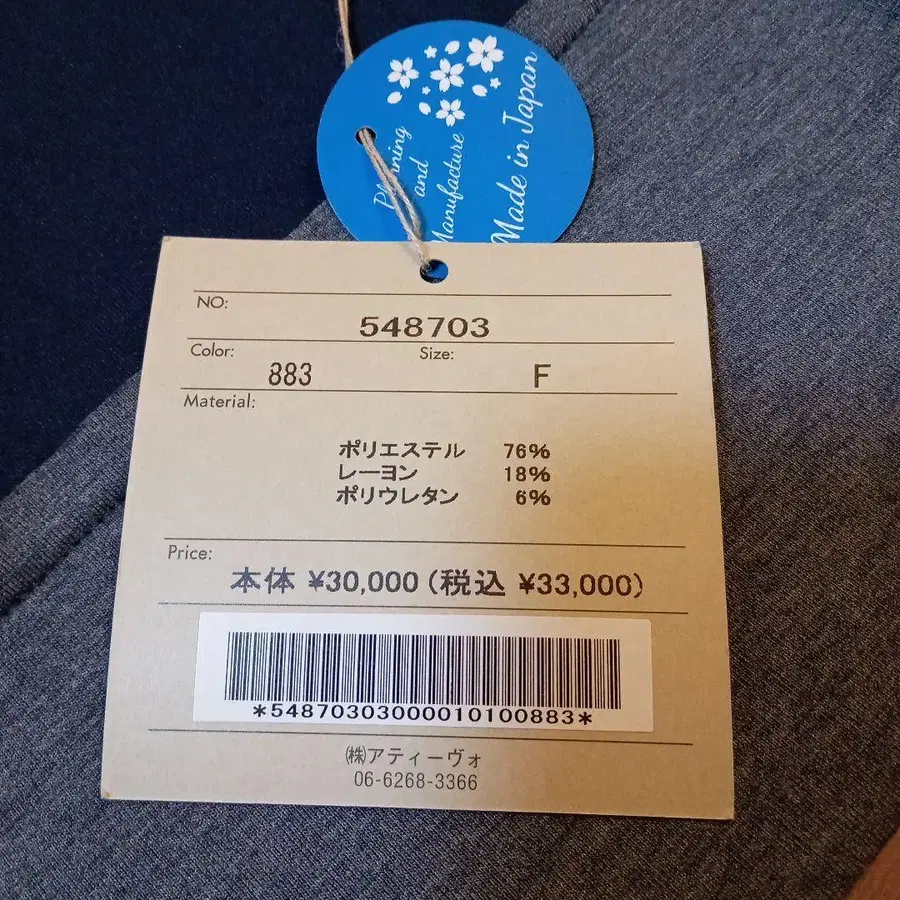 Planning
and
Manufacture
Made in Japan
NO:
548703
Color: Size:
883 F
Material:
ポリエステル 76%
レーヨン 18%
ポリウレタン 6%
Price:
本体 ¥30,000 (税込 ¥33,000)
*54870303000010100883*
㈱アティーヴォ
06-6268-3366